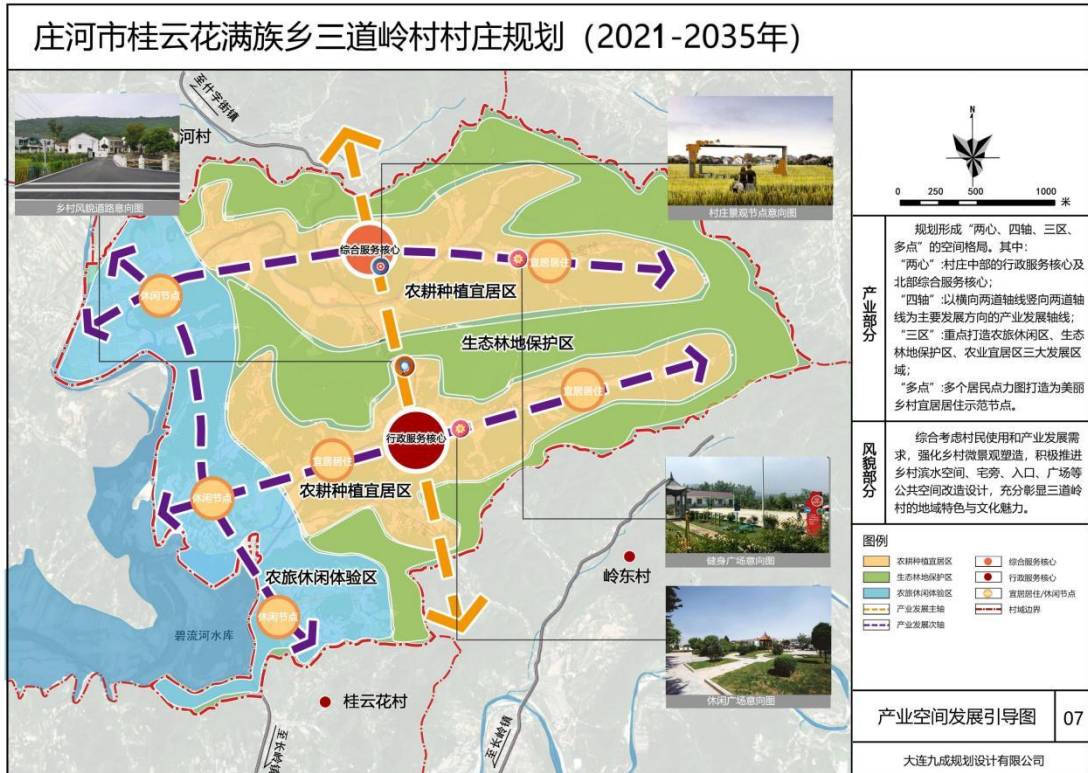 庄河市桂云花满族乡三道岭村村庄规划（2021-2035年）
至什字街镇
河村
乡村风貌道路意向图
村庄景观节点意向图
综合服务核心
宜居居住
农耕种植宜居区
休闲节点
生态林地保护区
宜居居住
行政服务核心
宜居居住
农耕种植宜居区
休闲节点
健身广场意向图
岭东村
农旅休闲体验区
休闲节点
碧流河水库
休闲广场意向图
桂云花村
至长岭镇
至长岭镇
N
0 250 500 1000
米
产业部分
规划形成“两心、四轴、三区、
多点”的空间格局。其中：
“两心”：村庄中部的行政服务核心及
北部综合服务核心；
“四轴”：以横向两道轴线竖向两道轴
线为主要发展方向的产业发展轴线；
“三区”：重点打造农旅休闲区、生态
林地保护区、农业宜居区三大发展区
域；
“多点”：多个居民点力图打造为美丽
乡村宜居居住示范节点。
风貌部分
综合考虑村民使用和产业发展需
求，强化乡村微景观塑造，积极推进
乡村滨水空间、宅旁、入口、广场等
公共空间改造设计，充分彰显三道岭
村的地域特色与文化魅力。
图例
农耕种植宜居区 综合服务核心
生态林地保护区 行政服务核心
农旅休闲体验区 宜居居住/休闲节点
产业发展主轴 村域边界
产业发展次轴
产业空间发展引导图 07
大连九成规划设计有限公司